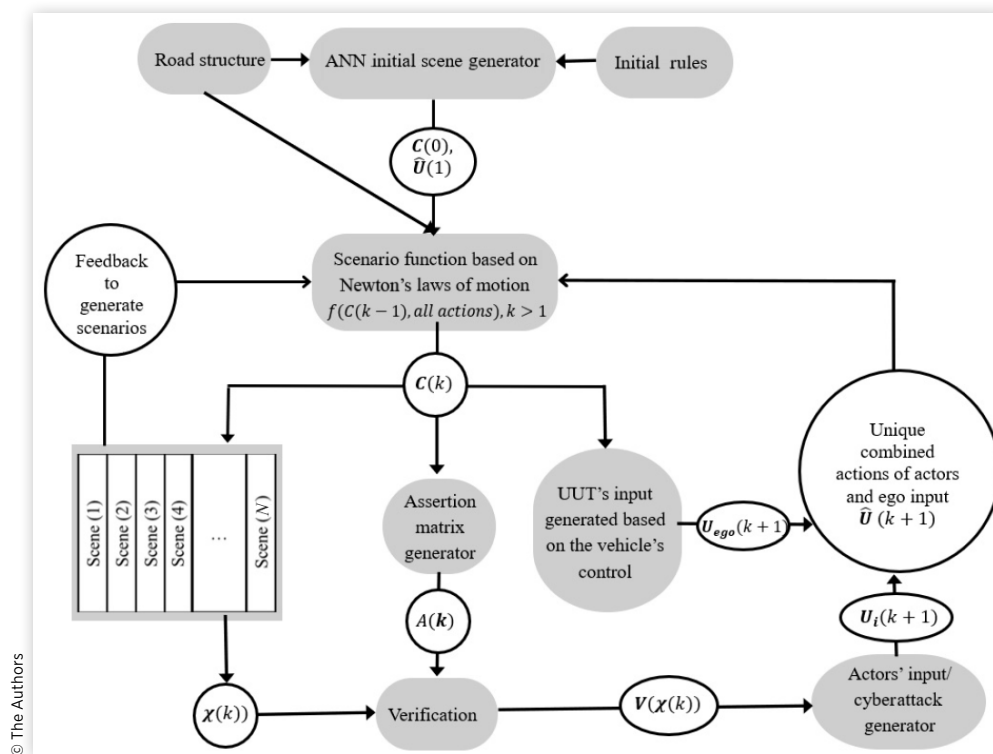 Road structure
ANN initial scene generator
Initial rules
𝑪(0),
𝑼̂(1)
Feedback
to
generate
scenarios
Scenario function based on
Newton's laws of motion
𝑓(𝐶(𝑘−1), 𝑎𝑙𝑙 𝑎𝑐𝑡𝑖𝑜𝑛𝑠), 𝑘 > 1
𝑪(𝑘)
Unique
combined
actions of actors
and ego input
𝑼̂ (𝑘 + 1)
Scene (1)
Scene (2)
Scene (3)
Scene (4)
…
Scene (𝑁)
Assertion
matrix
generator
UUT's input
generated based
on the vehicle's
control
𝑼𝒆𝒈𝒐(𝑘 + 1)
𝐴(𝒌)
𝑼𝒊(𝑘 + 1)
𝝌(𝑘))
Verification
𝑽(𝝌(𝑘))
Actors' input/
cyberattack
generator
© The Authors